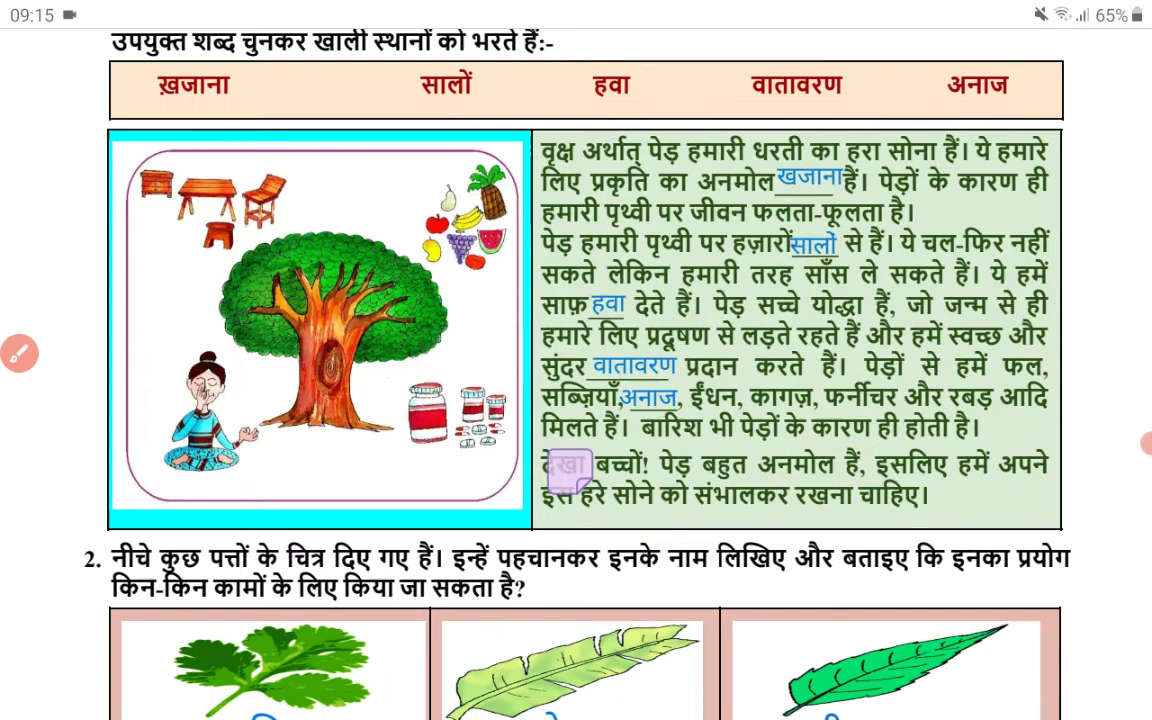 09:15 65%
उपयुक्त शब्द चुनकर खाली स्थानों को भरते हैं:-
ख़जाना सालों हवा वातावरण अनाज
वृक्ष अर्थात् पेड़ हमारी धरती का हरा सोना हैं। ये हमारे
लिए प्रकृति का अनमोल खजाना हैं। पेड़ों के कारण ही
हमारी पृथ्वी पर जीवन फलता-फूलता है।
पेड़ हमारी पृथ्वी पर हज़ारों सालों से हैं। ये चल-फिर नहीं
सकते लेकिन हमारी तरह साँस ले सकते हैं। ये हमें
साफ़ हवा देते हैं। पेड़ सच्चे योद्धा हैं, जो जन्म से ही
हमारे लिए प्रदूषण से लड़ते रहते हैं और हमें स्वच्छ और
सुंदर वातावरण प्रदान करते हैं। पेड़ों से हमें फल,
सब्ज़ियाँ, अनाज, ईंधन, कागज़, फर्नीचर और रबड़ आदि
मिलते हैं। बारिश भी पेड़ों के कारण ही होती है।
देखा बच्चों! पेड़ बहुत अनमोल हैं, इसलिए हमें अपने
इस हरे सोने को संभालकर रखना चाहिए।
2. नीचे कुछ पत्तों के चित्र दिए गए हैं। इन्हें पहचानकर इनके नाम लिखिए और बताइए कि इनका प्रयोग
किन-किन कामों के लिए किया जा सकता है?